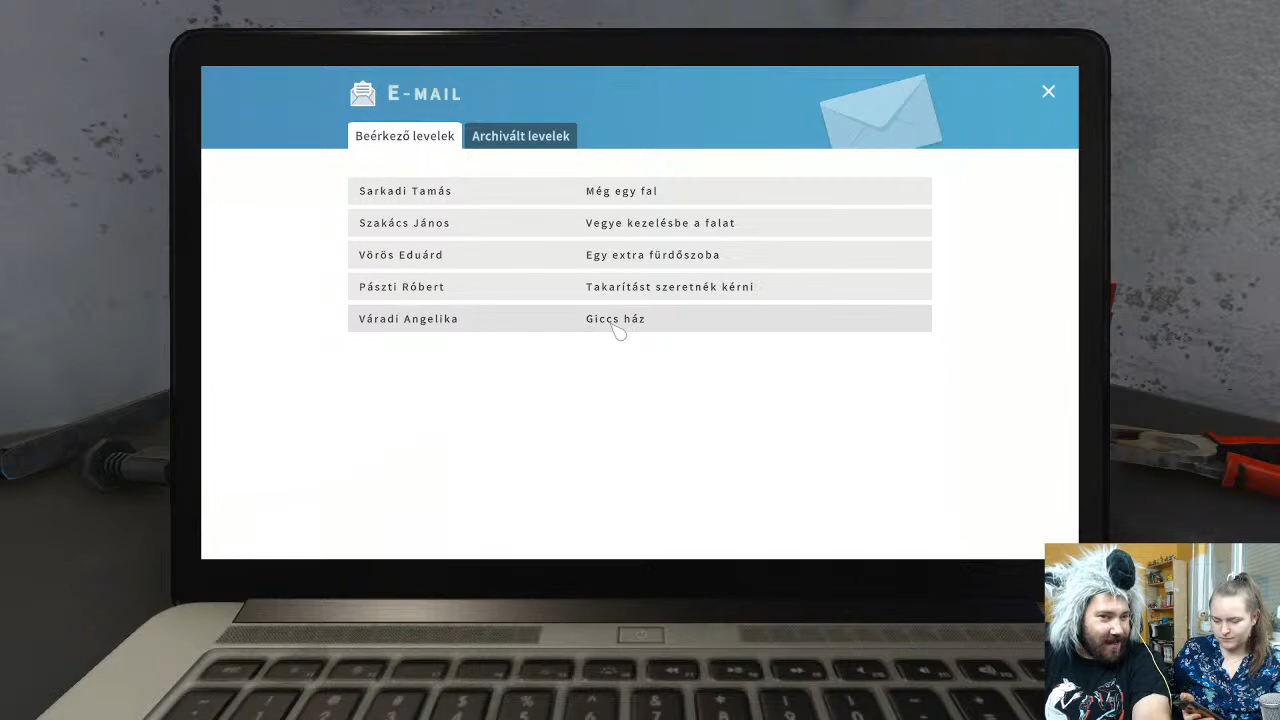 E-MAIL
Beérkező levelek Archivált levelek
Sarkadi Tamás Még egy fal
Szakács János Vegye kezelésbe a falat
Vörös Eduárd Egy extra fürdőszoba
Pászti Róbert Takarítást szeretnék kérni
Váradi Angelika Giccs ház